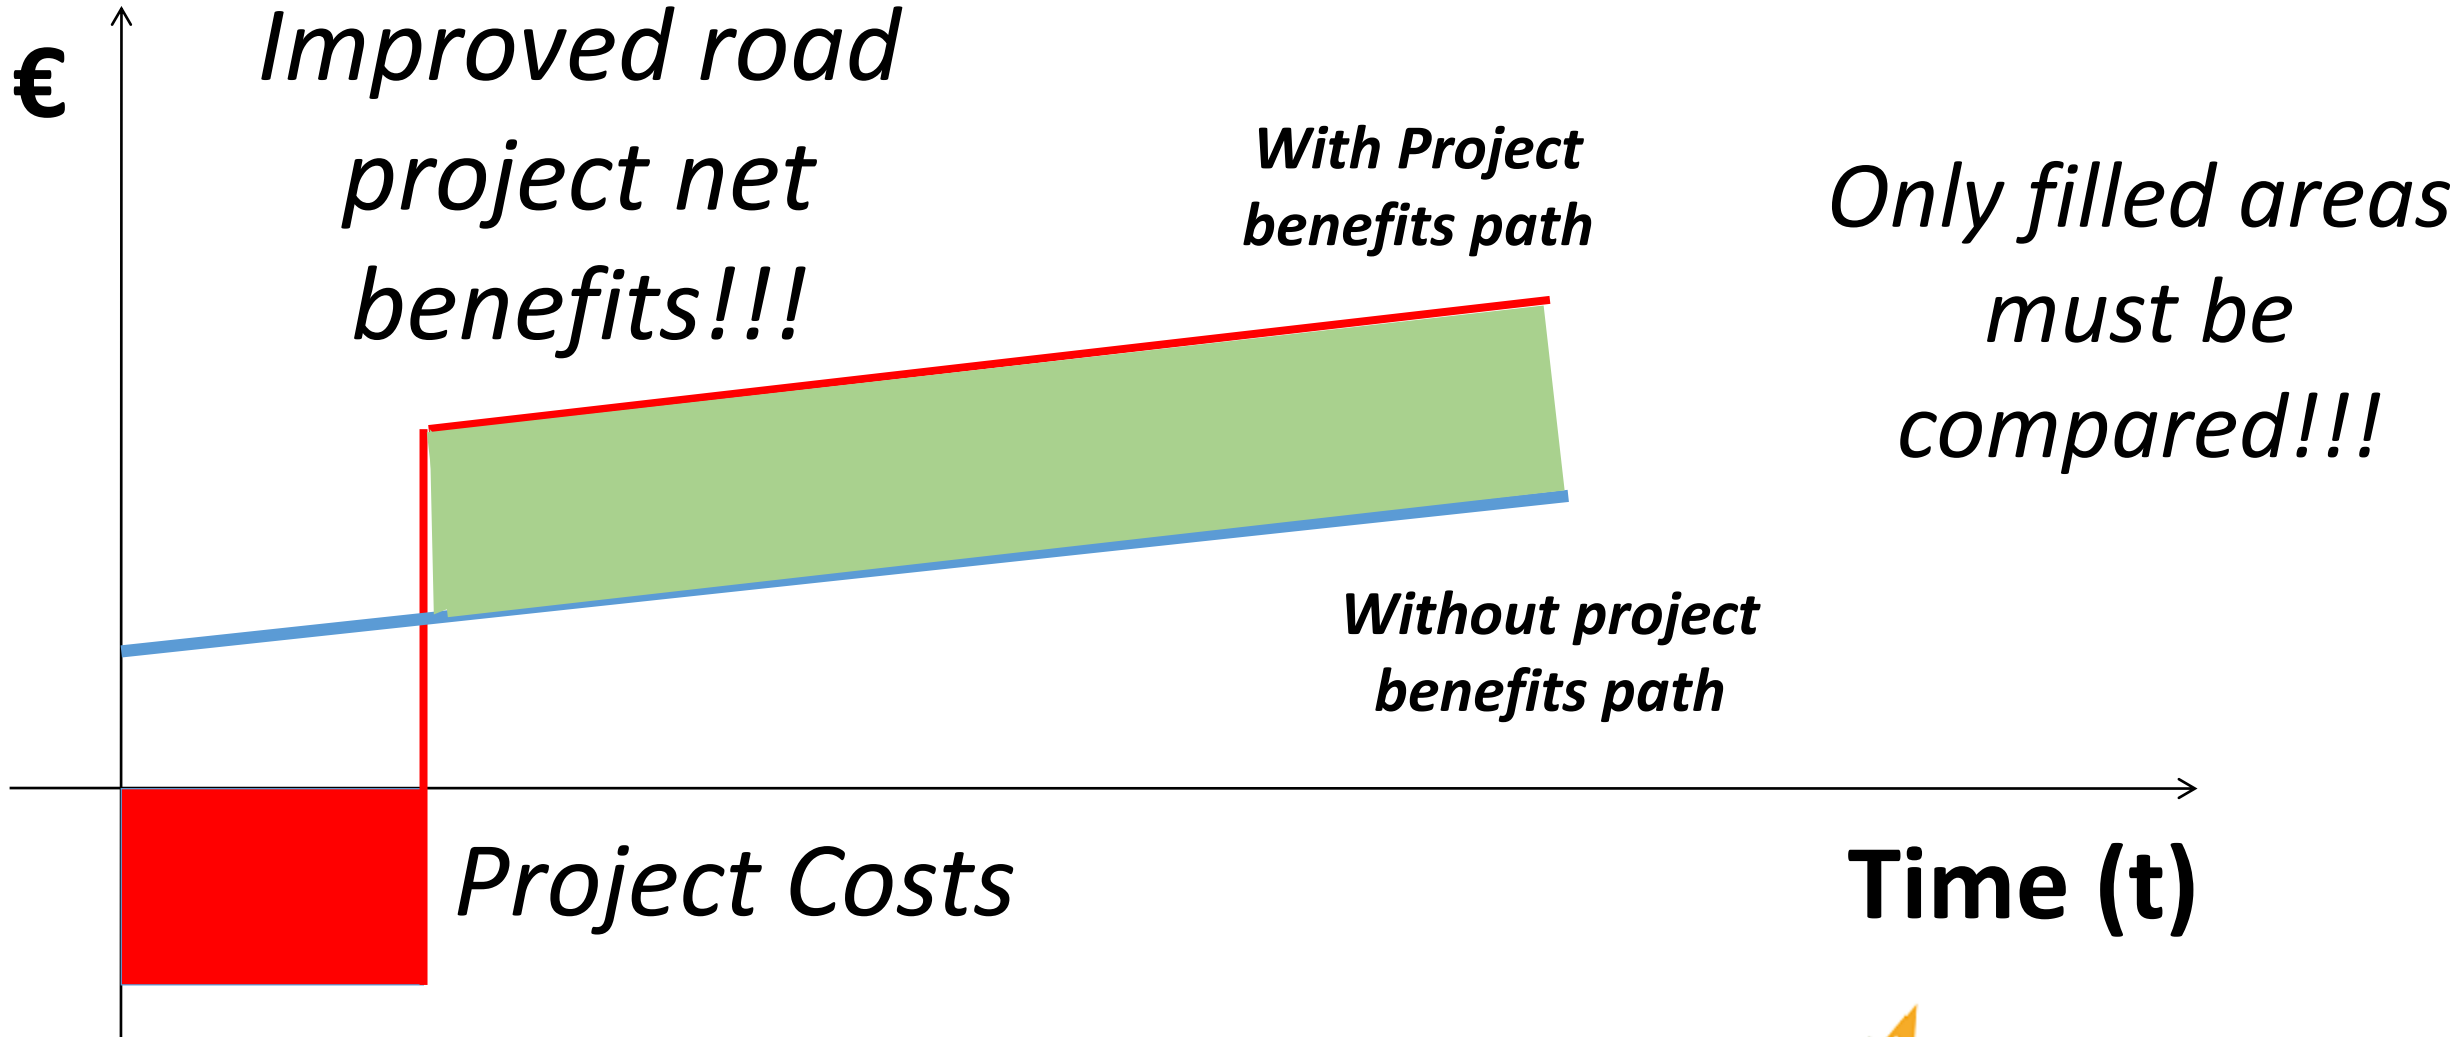 €
Improved road
project net
benefits!!!
With Project
benefits path
Only filled areas
must be
compared!!!
Without project
benefits path
Project Costs
Time (t)